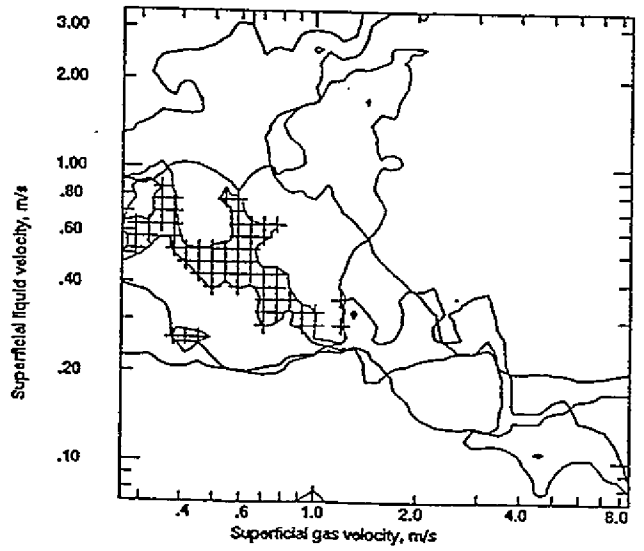 3.00
2.00
1.00
.80
.60
.40
.20
.10
Superficial liquid velocity, m/s
.4 .6 1.0 2.0 4.0 8.0
Superficial gas velocity, m/s